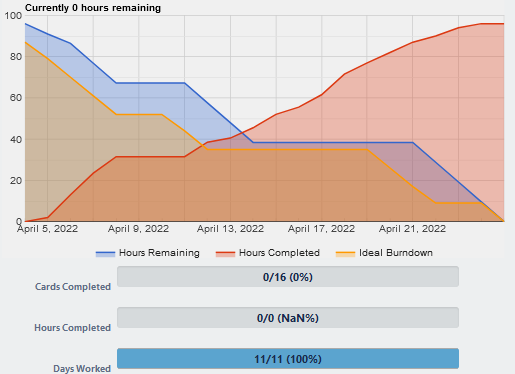 Currently 0 hours remaining
100
80
60
40
20
0
April 5, 2022 April 9, 2022 April 13, 2022 April 17, 2022 April 21, 2022
Hours Remaining Hours Completed Ideal Burndown
Cards Completed 0/16 (0%)
Hours Completed 0/0 (NaN%)
Days Worked 11/11 (100%)